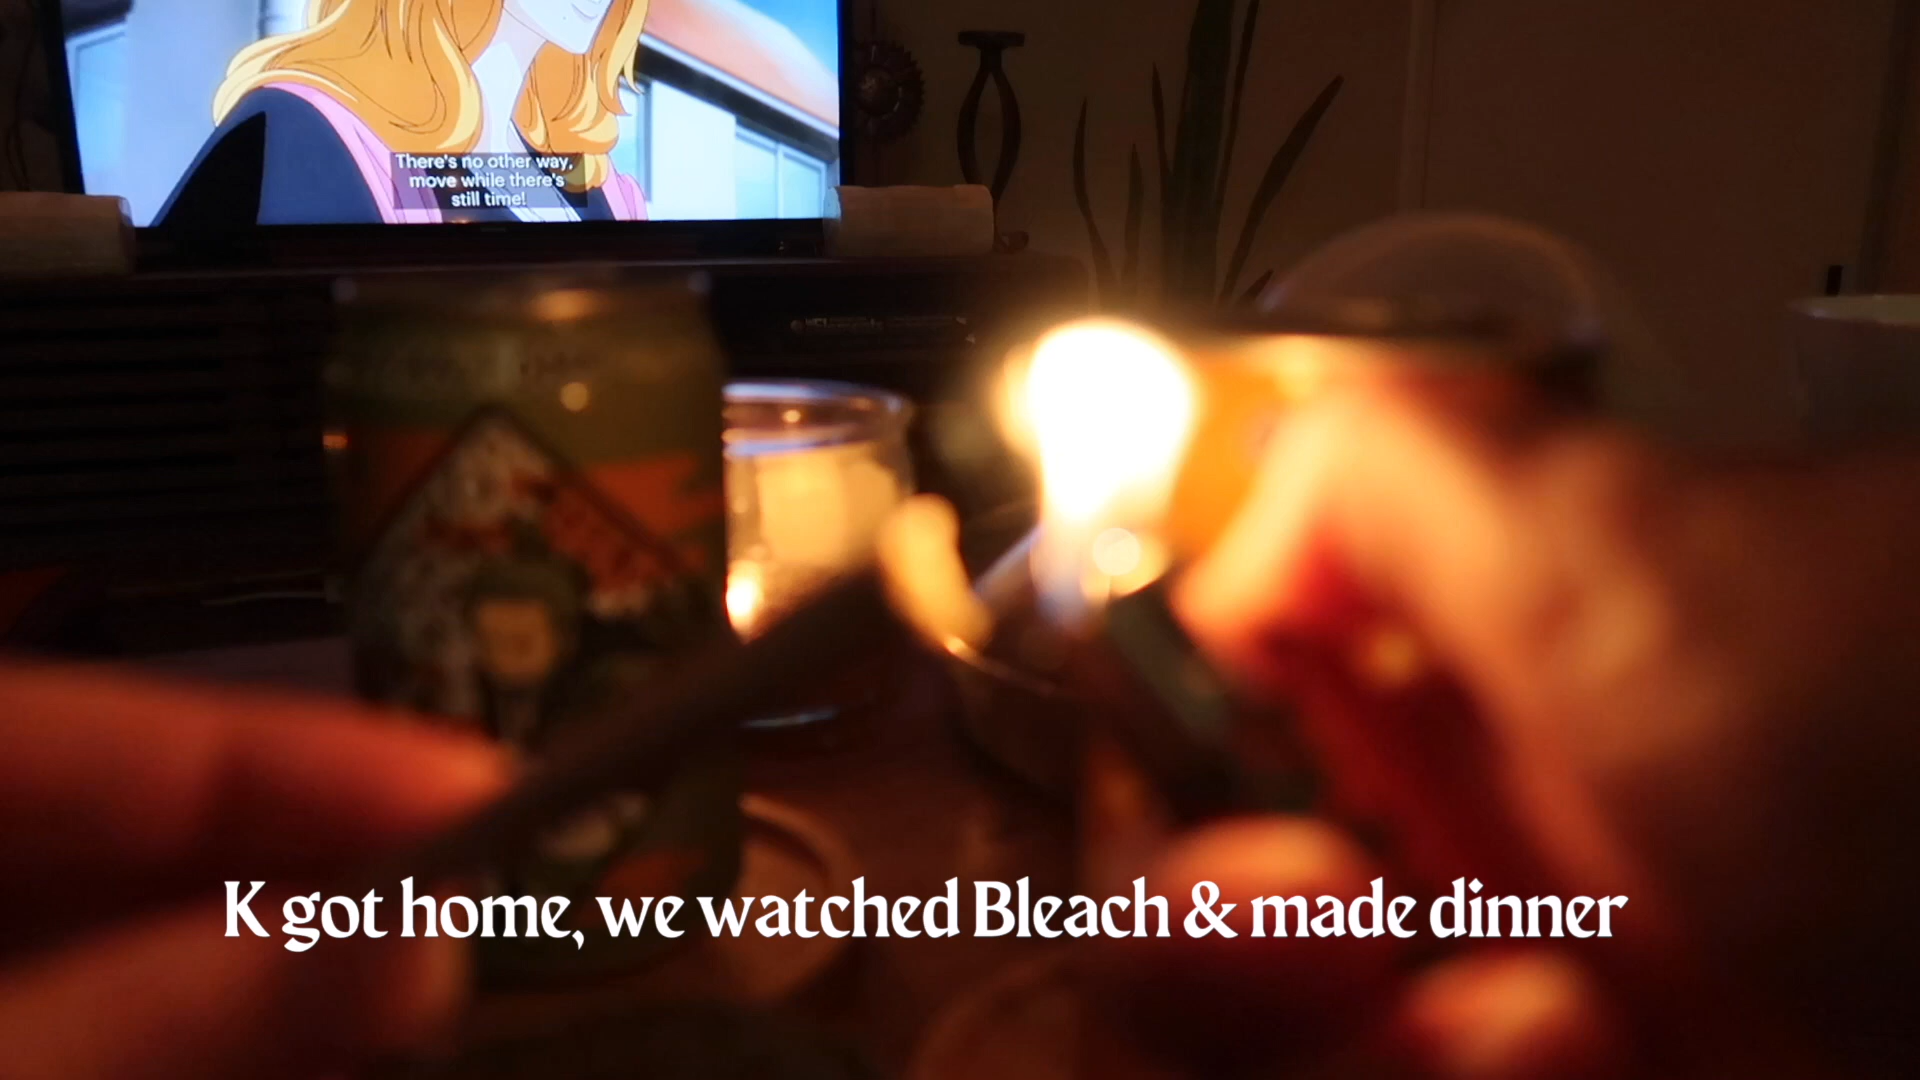 There's no other way,
move while there's
still time!
K got home, we watched Bleach & made dinner